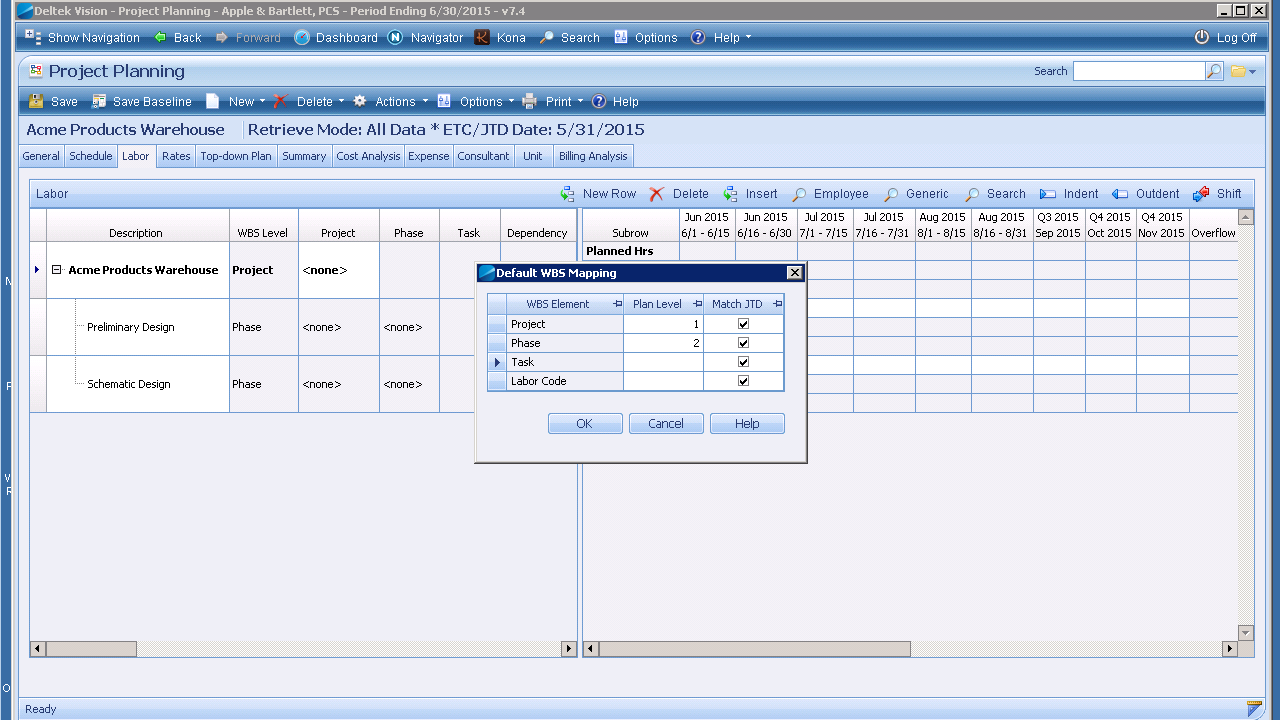 Deltek Vision - Project Planning - Apple & Bartlett, PCS - Period Ending 6/30/2015 - v7.4
Show Navigation Back Forward Dashboard Navigator Kona Search Options Help Log Off
Project Planning Search
Save Save Baseline New Delete Actions Options Print Help
Acme Products Warehouse Retrieve Mode: All Data * ETC/JTD Date: 5/31/2015
General Schedule Labor Rates Top-down Plan Summary Cost Analysis Expense Consultant Unit Billing Analysis
Labor New Row Delete Insert Employee Generic Search Indent Outdent Shift
Jun 2015 Jun 2015 Jul 2015 Jul 2015 Aug 2015 Aug 2015 Q3 2015 Q4 2015 Q4 2015
Description WBS Level Project Phase Task Dependency Subrow 6/1 - 6/15 6/16 - 6/30 7/1 - 7/15 7/16 - 7/31 8/1 - 8/15 8/16 - 8/31 Sep 2015 Oct 2015 Nov 2015 Overflow
Planned Hrs
Acme Products Warehouse Project <none>
Preliminary Design Phase <none> <none>
Schematic Design Phase <none> <none>
Default WBS Mapping
WBS Element Plan Level Match JTD
Project 1
Phase 2
Task
Labor Code
OK Cancel Help
Ready